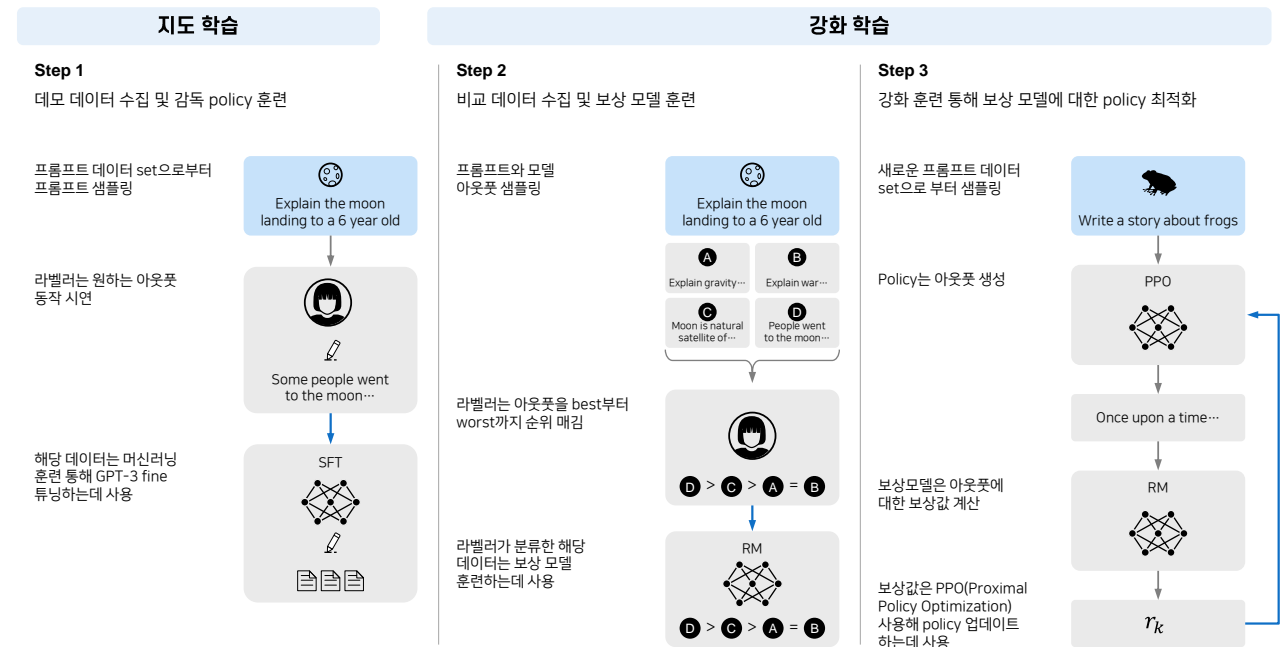 지도 학습
강화 학습
Step 1
데모 데이터 수집 및 감독 policy 훈련
프롬프트 데이터 set으로부터
프롬프트 샘플링
Explain the moon
landing to a 6 year old
라벨러는 원하는 아웃풋
동작 시연
Some people went
to the moon…
해당 데이터는 머신러닝
훈련 통해 GPT-3 fine
튜닝하는데 사용
SFT
Step 2
비교 데이터 수집 및 보상 모델 훈련
프롬프트와 모델
아웃풋 샘플링
Explain the moon
landing to a 6 year old
A
Explain gravity…
B
Explain war…
C
Moon is natural
satellite of…
D
People went
to the moon…
라벨러는 아웃풋을 best부터
worst까지 순위 매김
D > C > A = B
라벨러가 분류한 해당
데이터는 보상 모델
훈련하는데 사용
RM
D > C > A = B
Step 3
강화 훈련 통해 보상 모델에 대한 policy 최적화
새로운 프롬프트 데이터
set으로 부터 샘플링
Write a story about frogs
Policy는 아웃풋 생성
PPO
Once upon a time…
보상모델은 아웃풋에
대한 보상값 계산
RM
보상값은 PPO(Proximal
Policy Optimization)
사용해 policy 업데이트
하는데 사용
rk